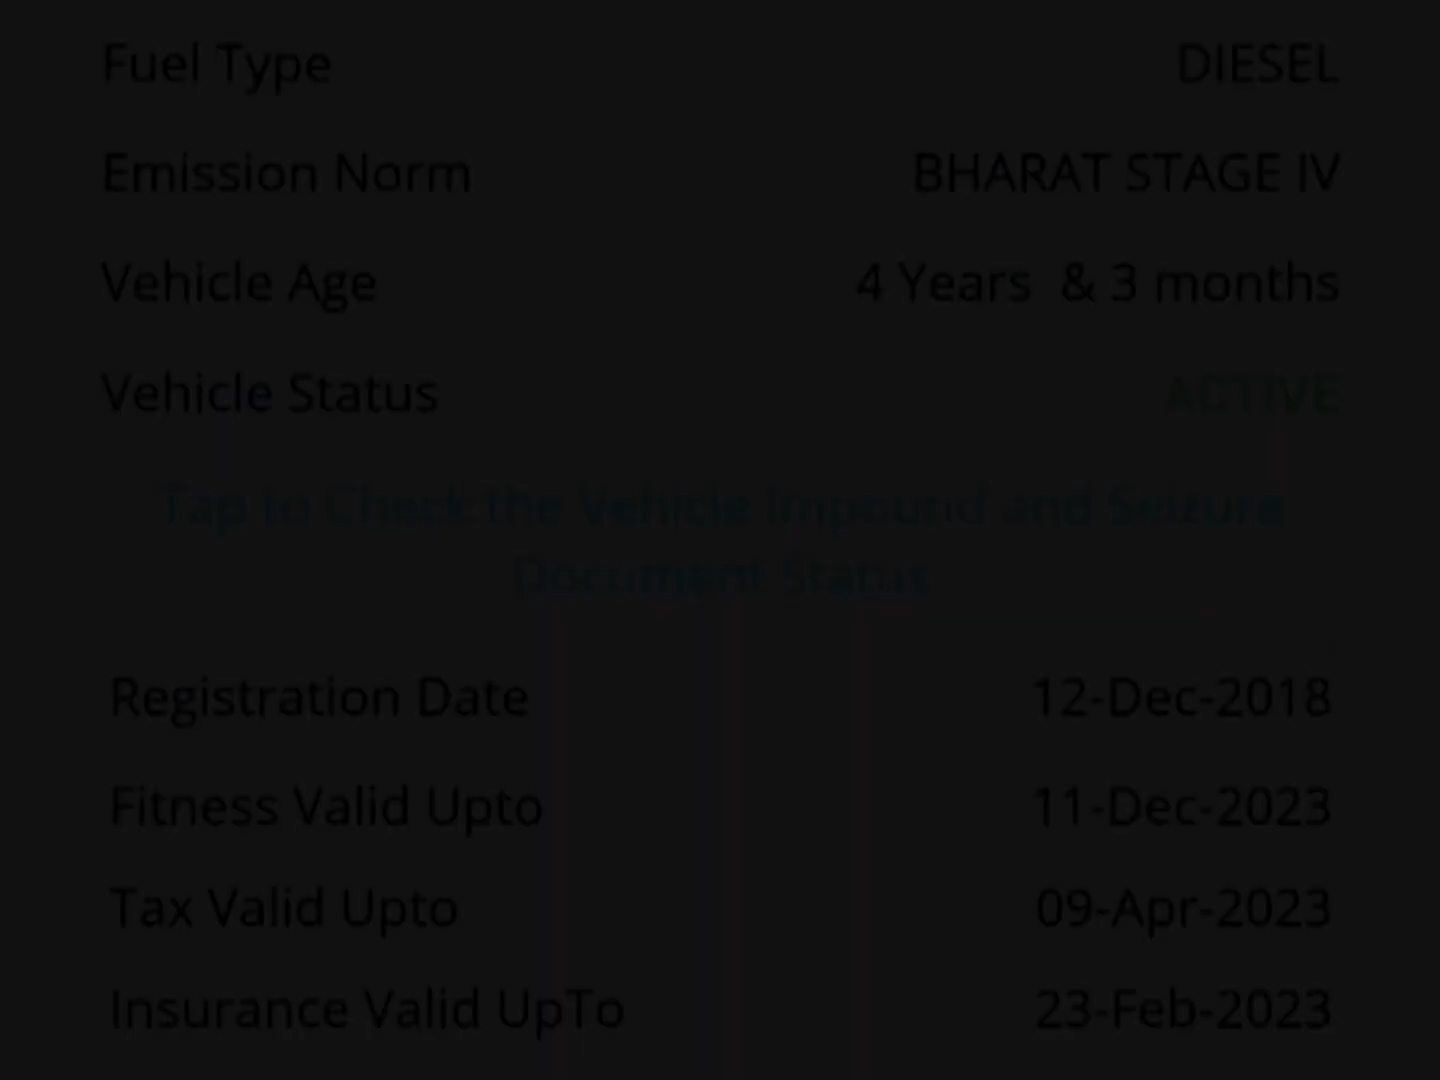 Fuel Type DIESEL
Emission Norm BHARAT STAGE IV
Vehicle Age 4 Years & 3 months
Vehicle Status ACTIVE
Tap to Check the Vehicle Impound and Seizure
Document Status
Registration Date 12-Dec-2018
Fitness Valid Upto 11-Dec-2023
Tax Valid Upto 09-Apr-2023
Insurance Valid UpTo 23-Feb-2023